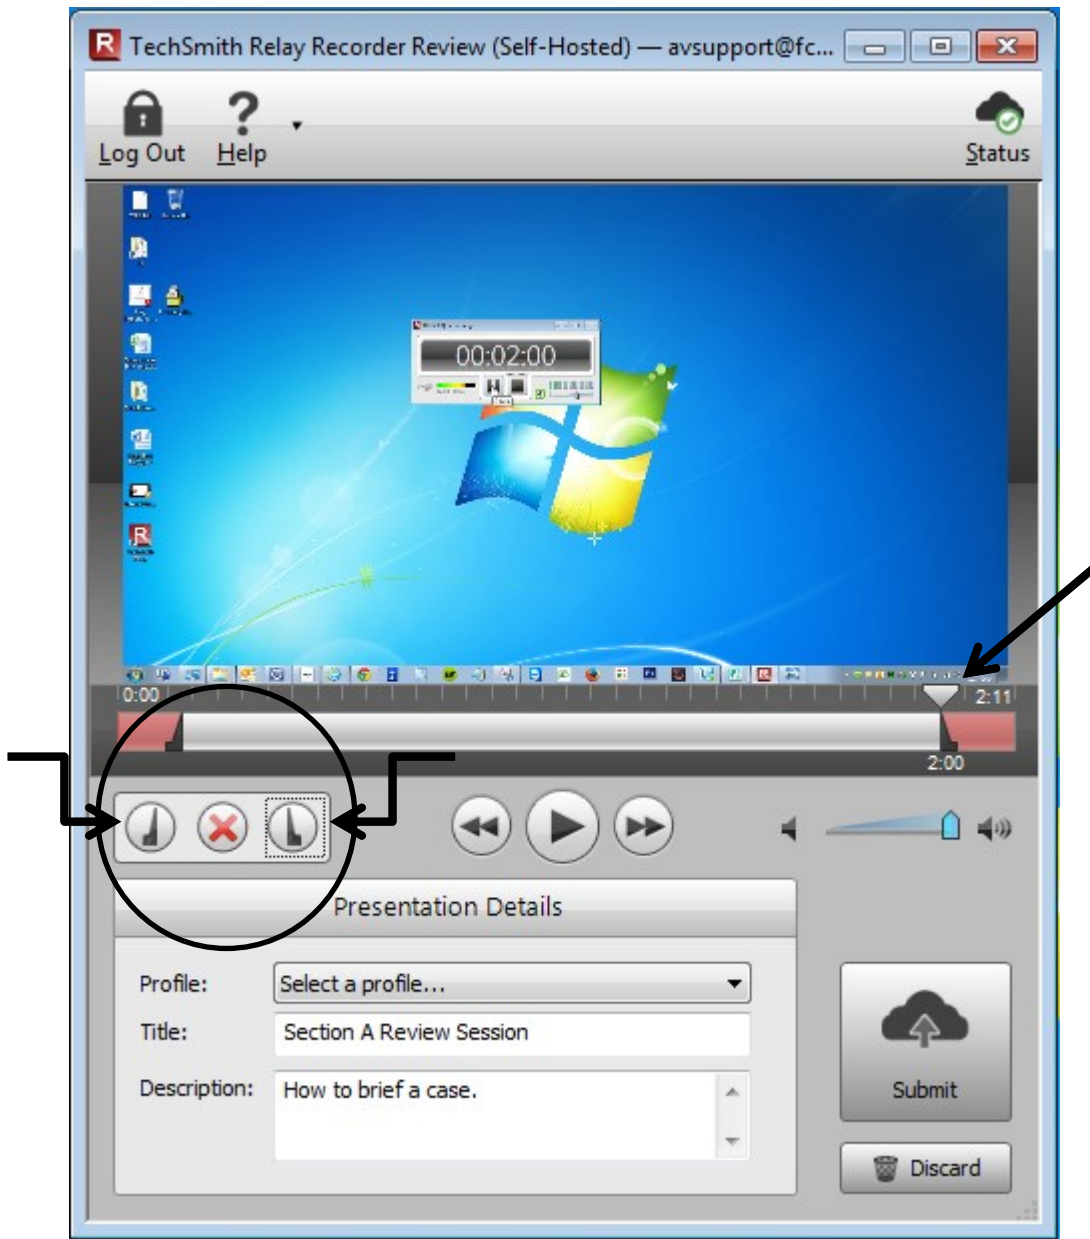 R TechSmith Relay Recorder Review (Self-Hosted) — avsupport@fc...
Log Out Help Status
00:02:00
0:00 2:11
2:00
Presentation Details
Profile: Select a profile...
Title: Section A Review Session
Description: How to brief a case.
Submit
Discard